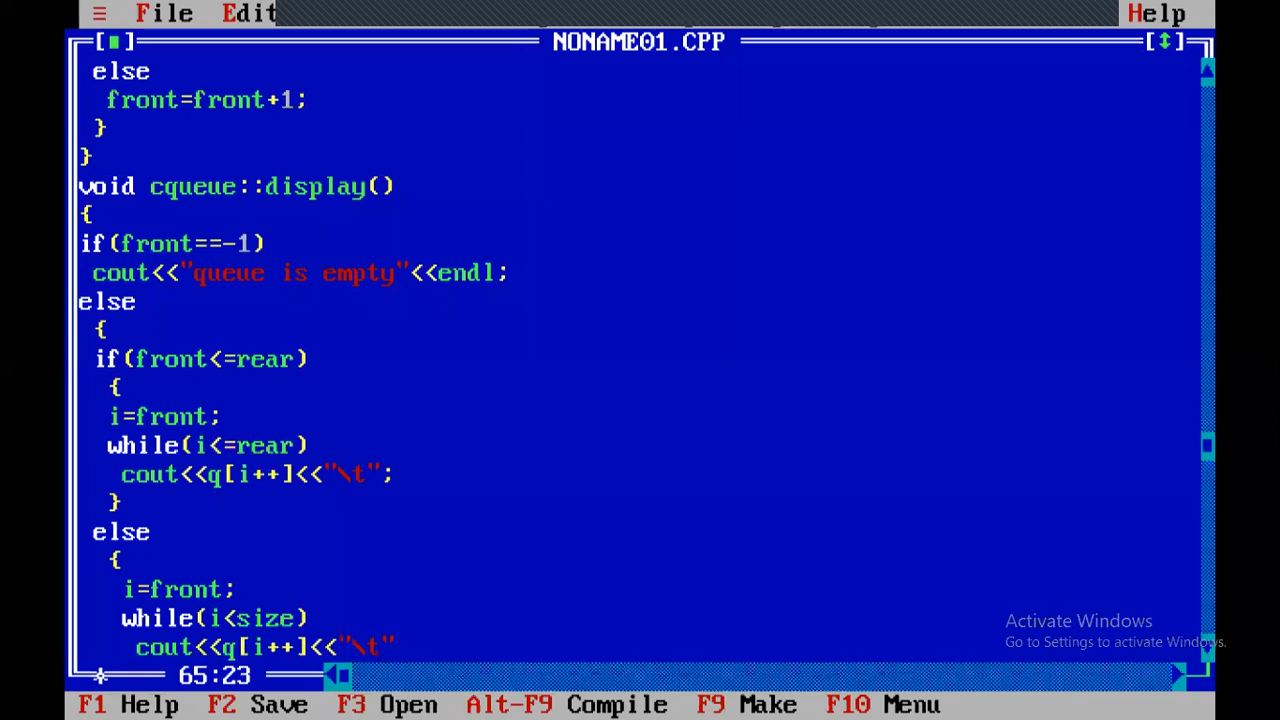 ≡ File Edit Help
[■] NONAME01.CPP [↕]
else
front=front+1;
}
}
void cqueue::display()
{
if(front==-1)
cout<<"queue is empty"<<endl;
else
{
if(front<=rear)
{
i=front;
while(i<=rear)
cout<<q[i++]<<"\t";
}
else
{
i=front;
while(i<size)
cout<<q[i++]<<"\t"
Activate Windows
Go to Settings to activate Windows.
65:23
F1 Help F2 Save F3 Open Alt-F9 Compile F9 Make F10 Menu